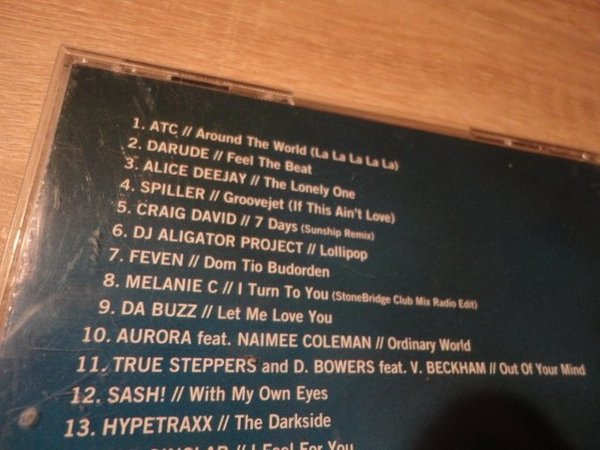 1. ATC // Around The World (La La La La La)
2. DARUDE // Feel The Beat
3. ALICE DEEJAY // The Lonely One
4. SPILLER // Groovejet (If This Ain't Love)
5. CRAIG DAVID // 7 Days (Sunship Remix)
6. DJ ALIGATOR PROJECT // Lollipop
7. FEVEN // Dom Tio Budorden
8. MELANIE C // I Turn To You (StoneBridge Club Mix Radio Edit)
9. DA BUZZ // Let Me Love You
10. AURORA feat. NAIMEE COLEMAN // Ordinary World
11. TRUE STEPPERS and D. BOWERS feat. V. BECKHAM // Out Of Your Mind
12. SASH! // With My Own Eyes
13. HYPETRAXX // The Darkside
// I Feel For You